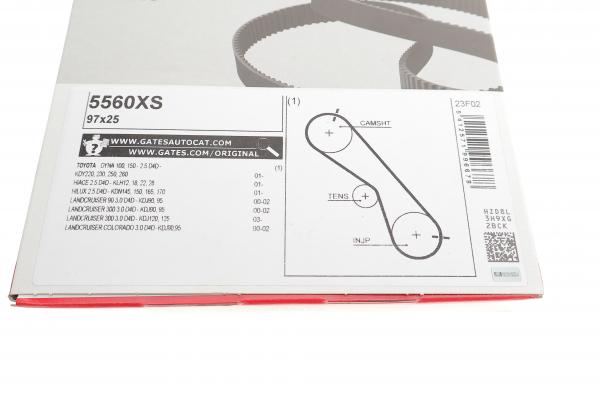 5560XS
97x25
WWW.GATESAUTOCAT.COM
WWW.GATES.COM/ORIGINAL
(1)
TOYOTA DYNA 100, 150 - 2.5 D4D -
KDY220, 230, 250, 280 01-
HIACE 2.5 D4D - KLH12, 18, 22, 28 01-
HILUX 2.5 D4D - KDN145, 150, 165, 170 01-
LANDCRUISER 90 3.0 D4D - KDJ90, 95 00-02
LANDCRUISER 300 3.0 D4D - KDJ90, 95 00-02
LANDCRUISER 300 3.0 D4D - KDJ120, 125 03-
LANDCRUISER COLORADO 3.0 D4D - KDJ90,95 00-02
(1)
CAMSHT
TENS
INJP
23F02
HID8L
3H9XG
2BCK